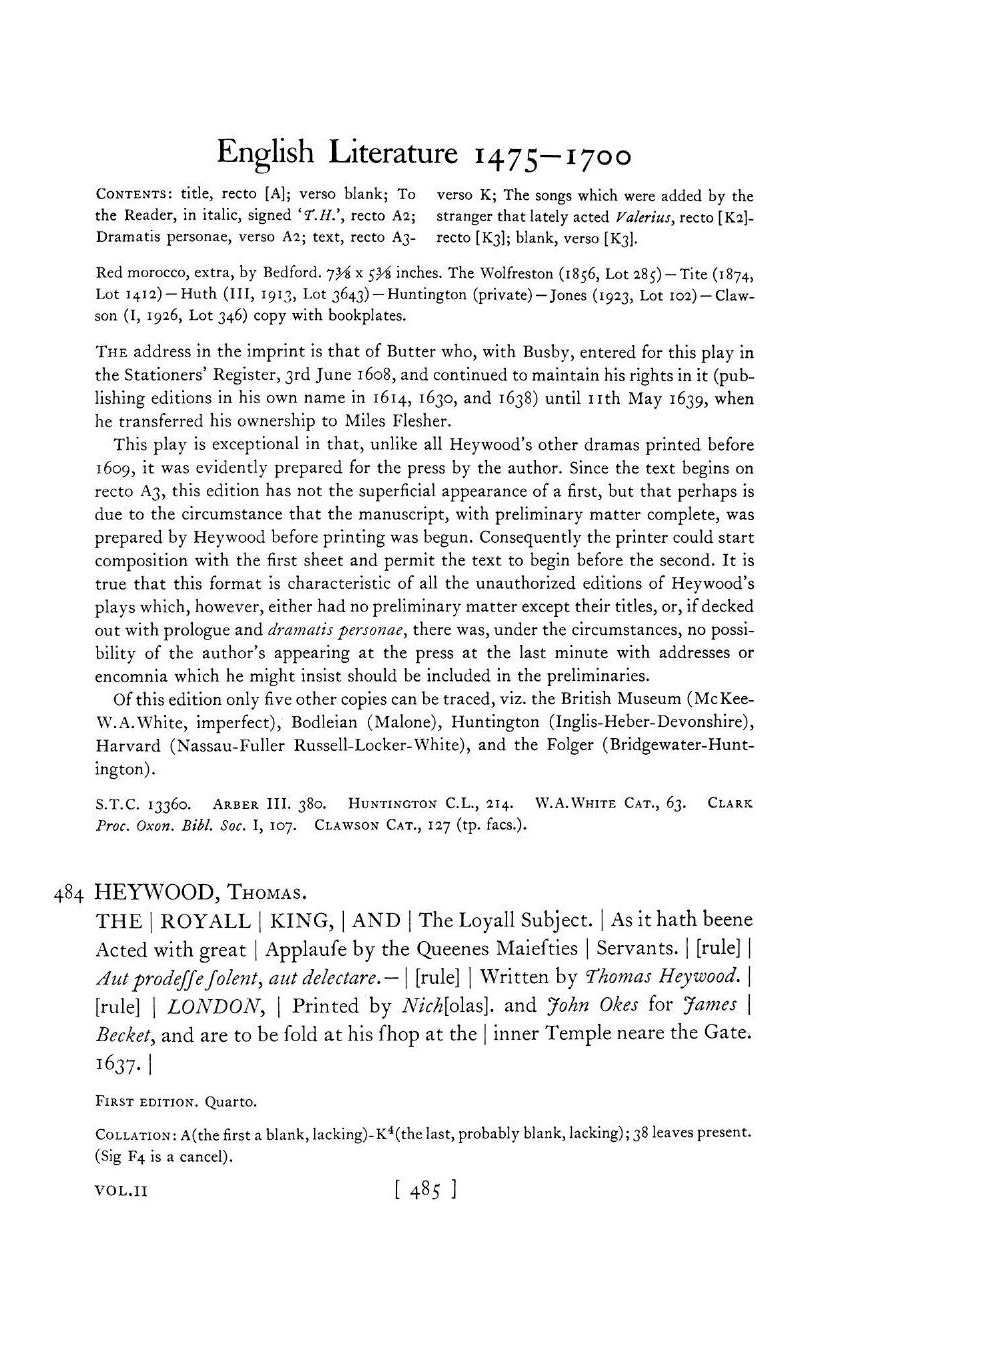 English Literature 1475–1700
CONTENTS: title, recto [A]; verso blank; To
the Reader, in italic, signed ‘T.H.’, recto A2;
Dramatis personae, verso A2; text, recto A3-
verso K; The songs which were added by the
stranger that lately acted Valerius, recto [K2]-
recto [K3]; blank, verso [K3].
Red morocco, extra, by Bedford. 7⅜ x 5⅜ inches. The Wolfreston (1856, Lot 285)—Tite (1874,
Lot 1412)—Huth (III, 1913, Lot 3643)—Huntington (private)—Jones (1923, Lot 102)—Claw-
son (I, 1926, Lot 346) copy with bookplates.
THE address in the imprint is that of Butter who, with Busby, entered for this play in
the Stationers’ Register, 3rd June 1608, and continued to maintain his rights in it (pub-
lishing editions in his own name in 1614, 1630, and 1638) until 11th May 1639, when
he transferred his ownership to Miles Flesher.
This play is exceptional in that, unlike all Heywood’s other dramas printed before
1609, it was evidently prepared for the press by the author. Since the text begins on
recto A3, this edition has not the superficial appearance of a first, but that perhaps is
due to the circumstance that the manuscript, with preliminary matter complete, was
prepared by Heywood before printing was begun. Consequently the printer could start
composition with the first sheet and permit the text to begin before the second. It is
true that this format is characteristic of all the unauthorized editions of Heywood’s
plays which, however, either had no preliminary matter except their titles, or, if decked
out with prologue and dramatis personae, there was, under the circumstances, no possi-
bility of the author’s appearing at the press at the last minute with addresses or
encomnia which he might insist should be included in the preliminaries.
Of this edition only five other copies can be traced, viz. the British Museum (McKee-
W.A.White, imperfect), Bodleian (Malone), Huntington (Inglis-Heber-Devonshire),
Harvard (Nassau-Fuller Russell-Locker-White), and the Folger (Bridgewater-Hunt-
ington).
S.T.C. 13360. ARBER III. 380. HUNTINGTON C.L., 214. W.A.WHITE CAT., 63. CLARK
Proc. Oxon. Bibl. Soc. I, 107. CLAWSON CAT., 127 (tp. facs.).
484 HEYWOOD, THOMAS.
THE | ROYALL | KING, | AND | The Loyall Subject. | As it hath beene
Acted with great | Applauſe by the Queenes Maieſties | Servants. | [rule] |
Aut prodeſſe ſolent, aut delectare.— | [rule] | Written by Thomas Heywood. |
[rule] | LONDON, | Printed by Nich[olas]. and John Okes for James |
Becket, and are to be ſold at his ſhop at the | inner Temple neare the Gate.
1637. |
FIRST EDITION. Quarto.
COLLATION: A(the first a blank, lacking)-K⁴(the last, probably blank, lacking); 38 leaves present.
(Sig F4 is a cancel).
VOL.II [ 485 ]